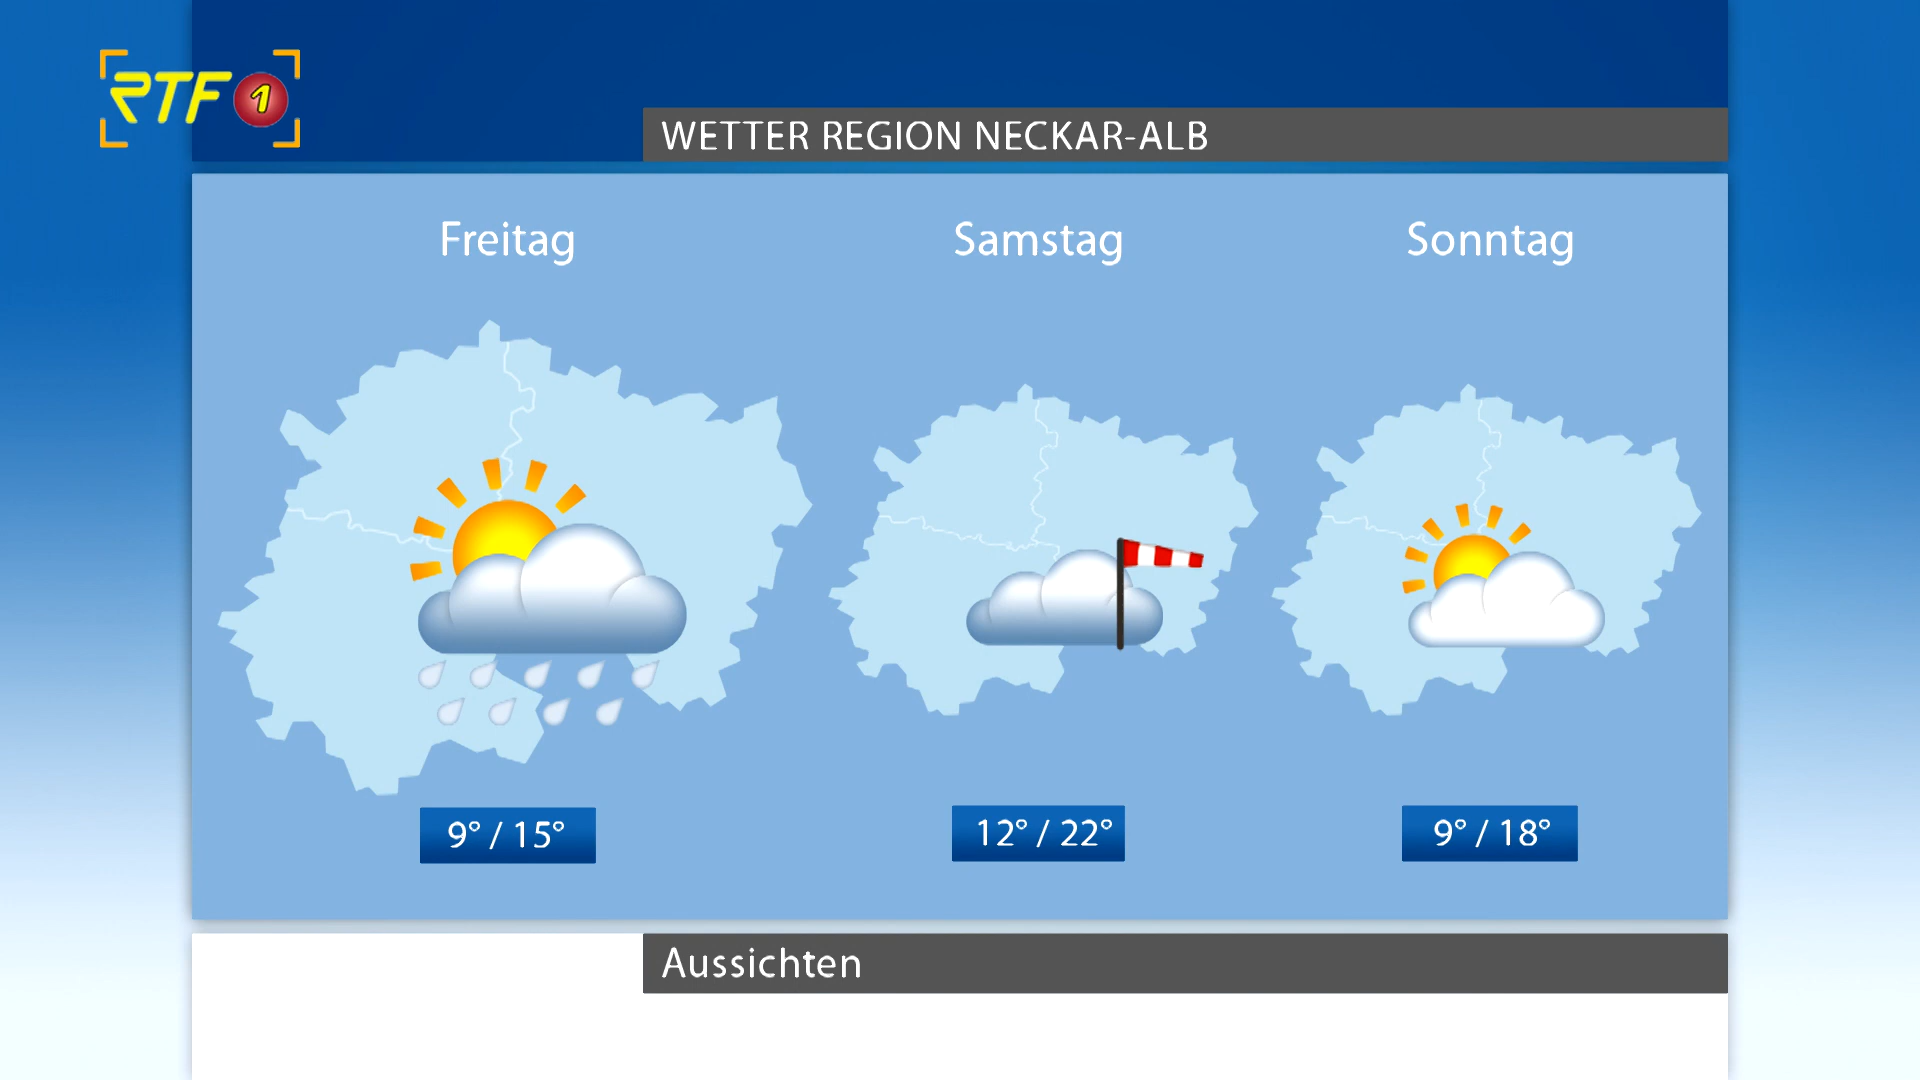 RTF 1
WETTER REGION NECKAR-ALB
Freitag
Samstag
Sonntag
9° / 15°
12° / 22°
9° / 18°
Aussichten